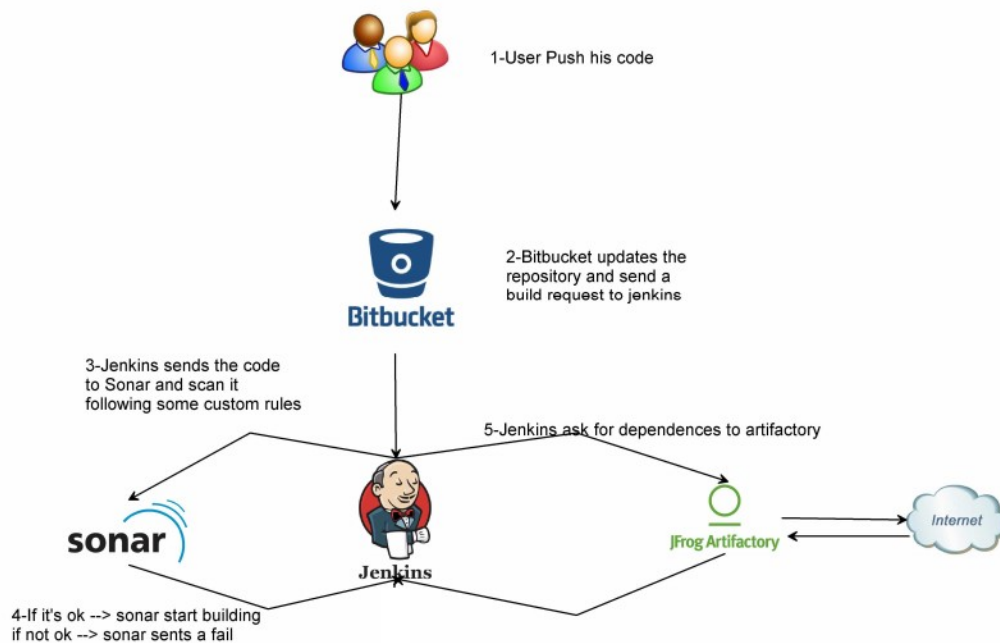 1-User Push his code
2-Bitbucket updates the
repository and send a
build request to jenkins
Bitbucket
3-Jenkins sends the code
to Sonar and scan it
following some custom rules
5-Jenkins ask for dependences to artifactory
sonar
Jenkins
JFrog Artifactory
Internet
4-If it's ok --> sonar start building
if not ok --> sonar sents a fail